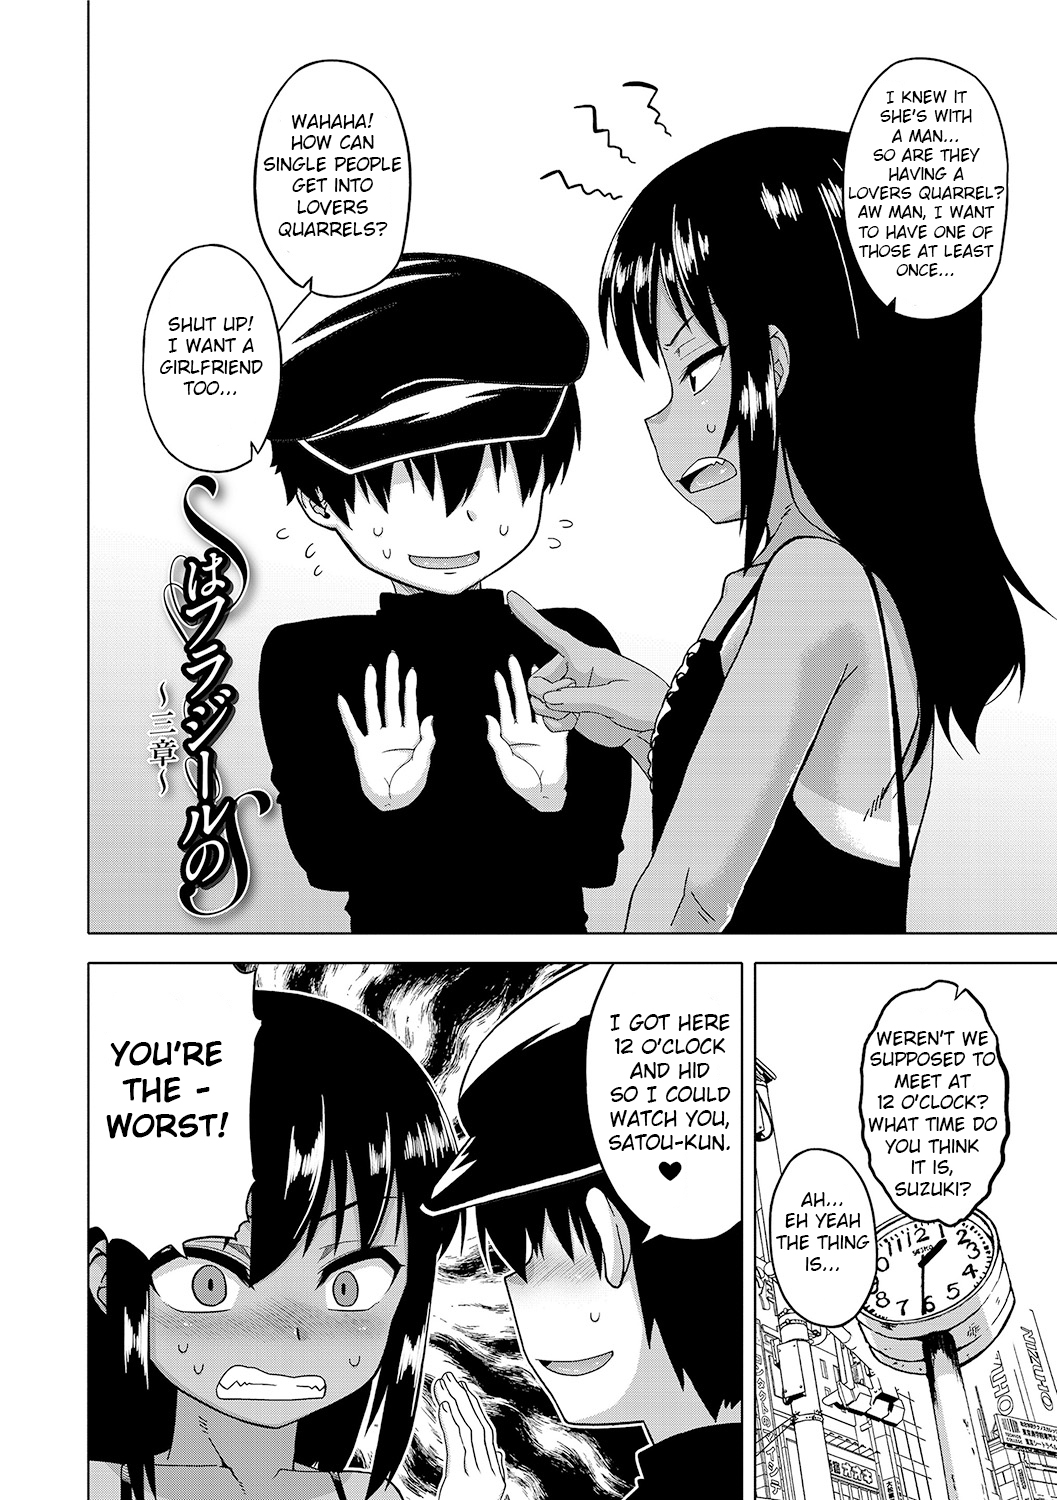 I KNEW IT
SHE'S WITH
A MAN...
SO ARE THEY
HAVING A
LOVERS QUARREL?
AW MAN, I WANT
TO HAVE ONE OF
THOSE AT LEAST
ONCE...
WAHAHA!
HOW CAN
SINGLE PEOPLE
GET INTO
LOVERS
QUARRELS?
SHUT UP!
I WANT A
GIRLFRIEND
TOO...
SはフラジールのS
～三章～
WEREN'T WE
SUPPOSED TO
MEET AT
12 O'CLOCK?
WHAT TIME DO
YOU THINK
IT IS,
SUZUKI?
AH...
EH YEAH
THE THING
IS...
NIZUHO
I GOT HERE
12 O'CLOCK
AND HID
SO I COULD
WATCH YOU,
SATOU-KUN.
YOU'RE
THE -
WORST!